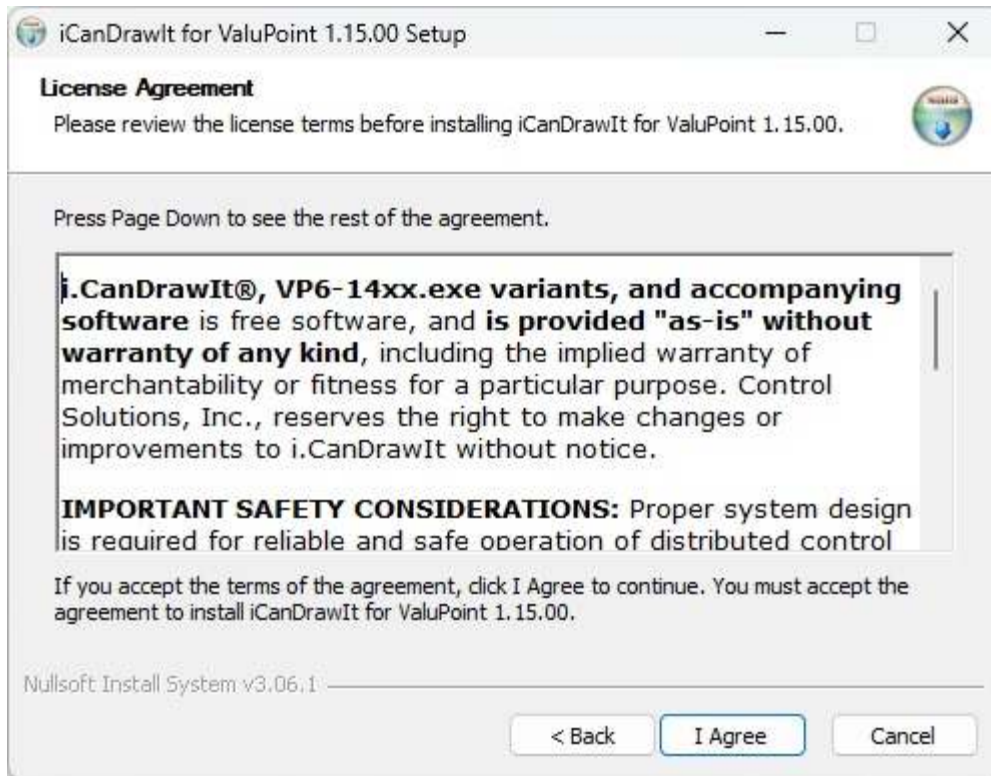 iCanDrawIt for ValuPoint 1.15.00 Setup
License Agreement
Please review the license terms before installing iCanDrawIt for ValuPoint 1.15.00.
Press Page Down to see the rest of the agreement.
i.CanDrawIt®, VP6-14xx.exe variants, and accompanying
software is free software, and is provided "as-is" without
warranty of any kind, including the implied warranty of
merchantability or fitness for a particular purpose. Control
Solutions, Inc., reserves the right to make changes or
improvements to i.CanDrawIt without notice.
IMPORTANT SAFETY CONSIDERATIONS: Proper system design
is required for reliable and safe operation of distributed control
If you accept the terms of the agreement, click I Agree to continue. You must accept the
agreement to install iCanDrawIt for ValuPoint 1.15.00.
Nullsoft Install System v3.06.1
< Back
I Agree
Cancel